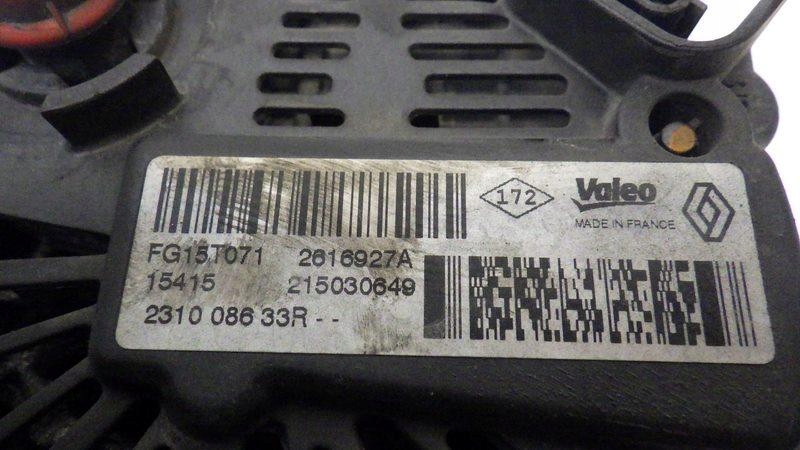 172
Valeo
MADE IN FRANCE
FG15T071 2616927A
15415 215030649
2310 086 33R - -